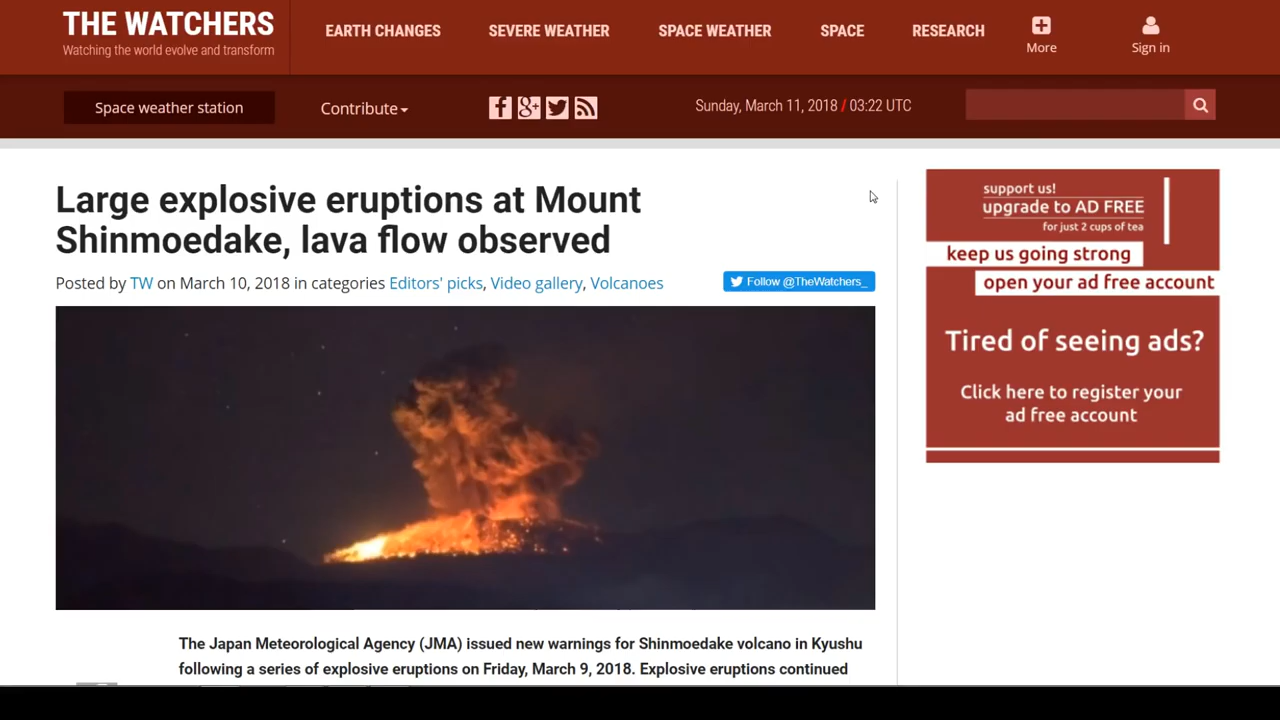 THE WATCHERS
Watching the world evolve and transform
EARTH CHANGES
SEVERE WEATHER
SPACE WEATHER
SPACE
RESEARCH
More
Sign in
Space weather station
Contribute
Sunday, March 11, 2018 / 03:22 UTC
Large explosive eruptions at Mount
Shinmoedake, lava flow observed
Posted by TW on March 10, 2018 in categories Editors' picks, Video gallery, Volcanoes
Follow @TheWatchers_
support us!
upgrade to AD FREE
for just 2 cups of tea
keep us going strong
open your ad free account
Tired of seeing ads?
Click here to register your
ad free account
The Japan Meteorological Agency (JMA) issued new warnings for Shinmoedake volcano in Kyushu
following a series of explosive eruptions on Friday, March 9, 2018. Explosive eruptions continued